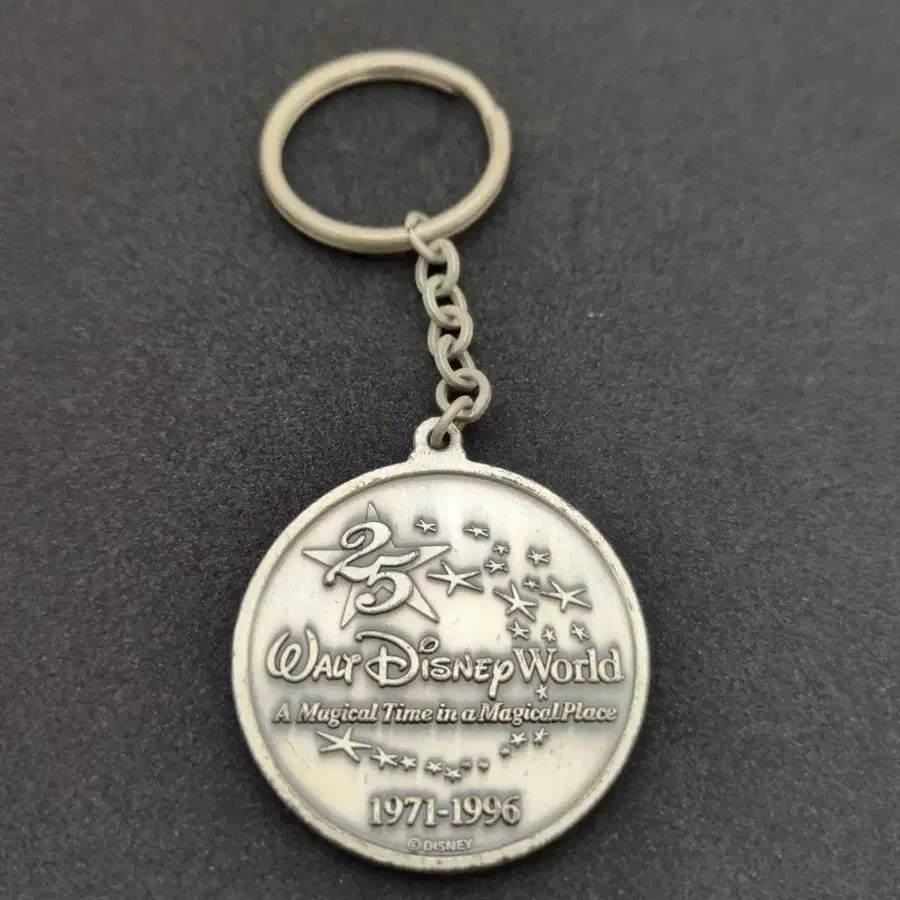 25
Walt Disney World
A Magical Time in a Magical Place
1971-1996
© DISNEY